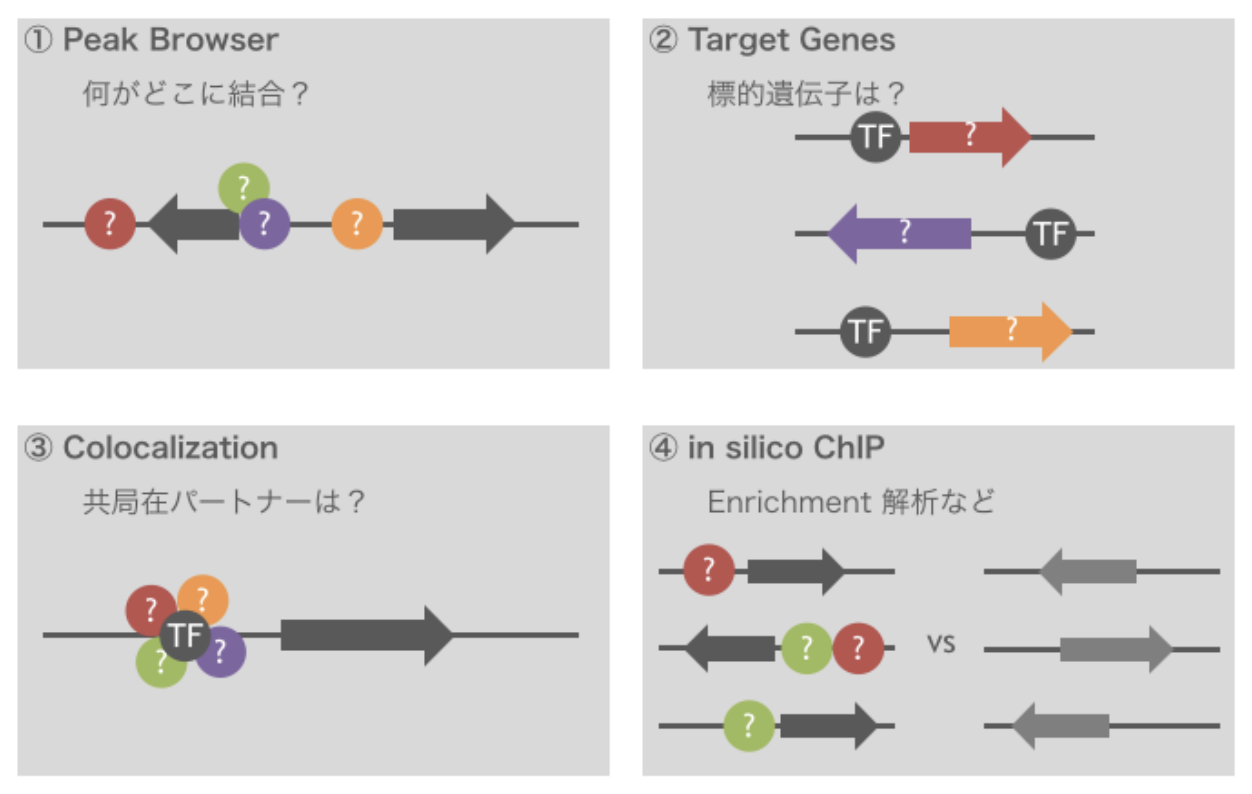 ① Peak Browser
何がどこに結合？
?
?
?
?
② Target Genes
標的遺伝子は？
TF ?
? TF
TF ?
③ Colocalization
共局在パートナーは？
? ?
TF
? ?
④ in silico ChIP
Enrichment 解析など
?
? ? vs
?